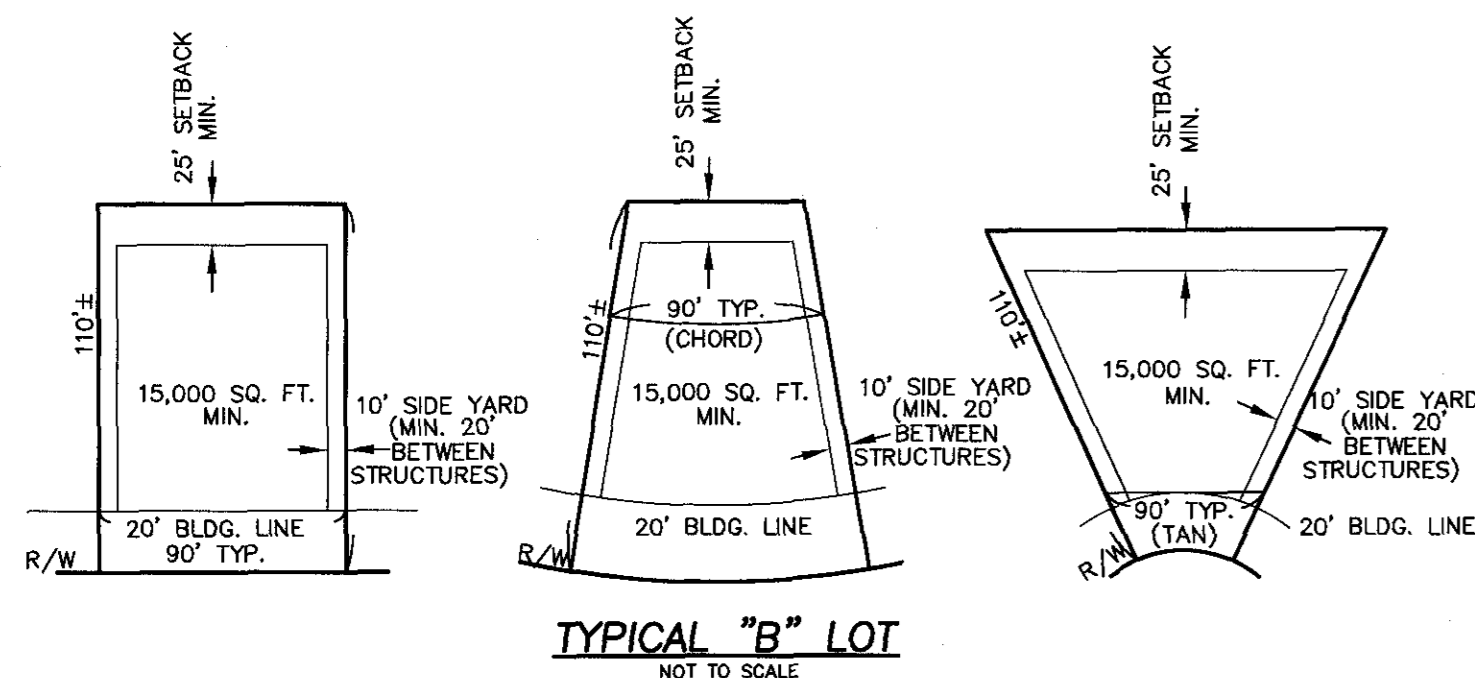 25' SETBACK
MIN.
110'±
15,000 SQ. FT.
MIN.
10' SIDE YARD
(MIN. 20'
BETWEEN
STRUCTURES)
20' BLDG. LINE
90' TYP.
R/W
25' SETBACK
MIN.
110'±
90' TYP.
(CHORD)
15,000 SQ. FT.
MIN.
10' SIDE YARD
(MIN. 20'
BETWEEN
STRUCTURES)
20' BLDG. LINE
R/W
25' SETBACK
MIN.
110'±
15,000 SQ. FT.
MIN.
10' SIDE YARD
(MIN. 20'
BETWEEN
STRUCTURES)
90' TYP.
(TAN)
20' BLDG. LINE
R/W
TYPICAL "B" LOT
NOT TO SCALE